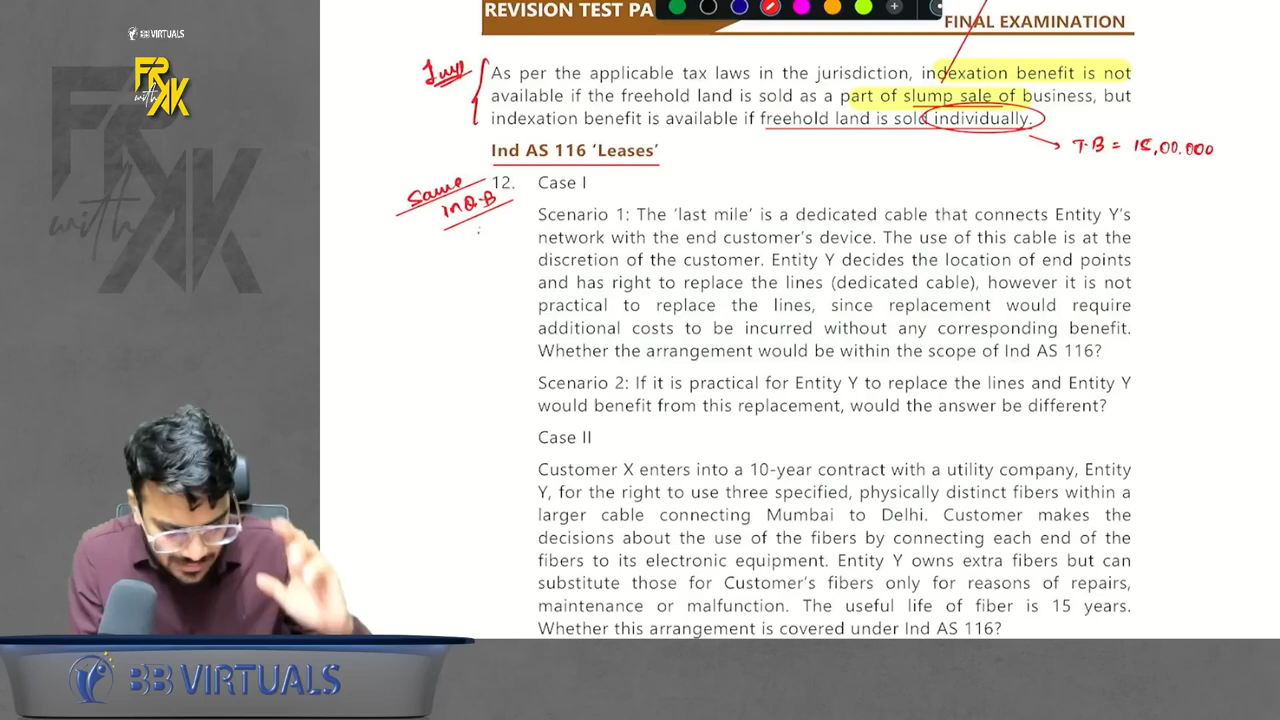 REVISION TEST PA
FINAL EXAMINATION
BB VIRTUALS
FR
with
AK
FR
with
AK
Imp
As per the applicable tax laws in the jurisdiction, indexation benefit is not
available if the freehold land is sold as a part of slump sale of business, but
indexation benefit is available if freehold land is sold individually.
Ind AS 116 ‘Leases’
Same
in Q.B
12. Case I
Scenario 1: The ‘last mile’ is a dedicated cable that connects Entity Y’s
network with the end customer’s device. The use of this cable is at the
discretion of the customer. Entity Y decides the location of end points
and has right to replace the lines (dedicated cable), however it is not
practical to replace the lines, since replacement would require
additional costs to be incurred without any corresponding benefit.
Whether the arrangement would be within the scope of Ind AS 116?
Scenario 2: If it is practical for Entity Y to replace the lines and Entity Y
would benefit from this replacement, would the answer be different?
Case II
Customer X enters into a 10-year contract with a utility company, Entity
Y, for the right to use three specified, physically distinct fibers within a
larger cable connecting Mumbai to Delhi. Customer makes the
decisions about the use of the fibers by connecting each end of the
fibers to its electronic equipment. Entity Y owns extra fibers but can
substitute those for Customer’s fibers only for reasons of repairs,
maintenance or malfunction. The useful life of fiber is 15 years.
Whether this arrangement is covered under Ind AS 116?
BB VIRTUALS